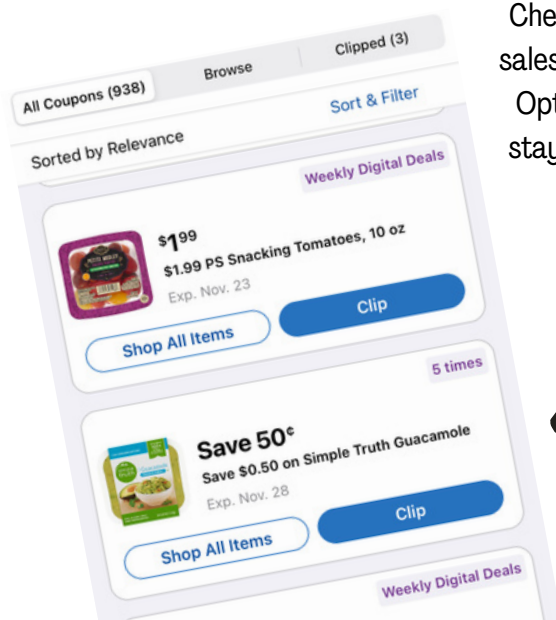 Che
sales
Opt
stay
All Coupons (938)
Browse
Clipped (3)
Sorted by Relevance
Sort & Filter
Weekly Digital Deals
$199
$1.99 PS Snacking Tomatoes, 10 oz
Exp. Nov. 23
Shop All Items
Clip
5 times
Save 50¢
Save $0.50 on Simple Truth Guacamole
Exp. Nov. 28
Shop All Items
Clip
Weekly Digital Deals